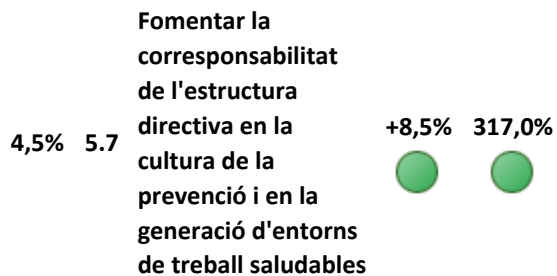 Fomentar la
corresponsabilitat
de l'estructura
directiva en la
4,5% 5.7 cultura de la +8,5% 317,0%
prevenció i en la
generació d'entorns
de treball saludables